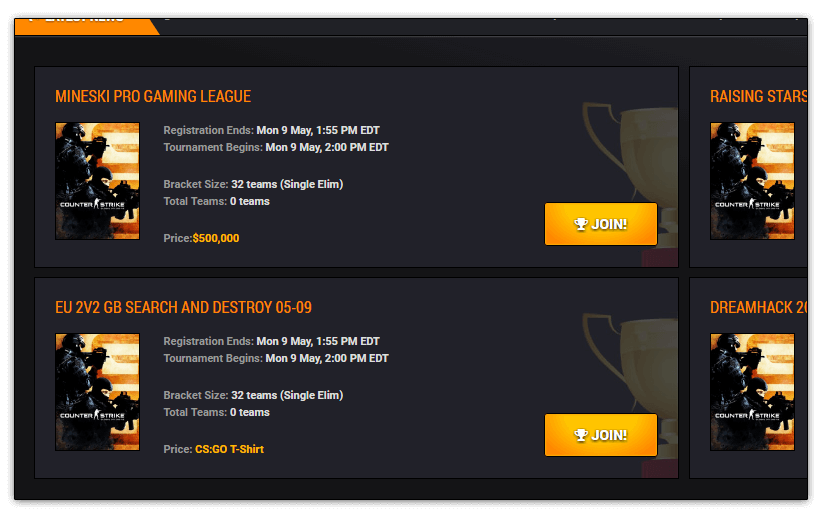 MINESKI PRO GAMING LEAGUE
COUNTER STRIKE
Registration Ends: Mon 9 May, 1:55 PM EDT
Tournament Begins: Mon 9 May, 2:00 PM EDT
Bracket Size: 32 teams (Single Elim)
Total Teams: 0 teams
Price:$500,000
JOIN!
RAISING STARS
COUNTER STRIKE
EU 2V2 GB SEARCH AND DESTROY 05-09
COUNTER STRIKE
Registration Ends: Mon 9 May, 1:55 PM EDT
Tournament Begins: Mon 9 May, 2:00 PM EDT
Bracket Size: 32 teams (Single Elim)
Total Teams: 0 teams
Price: CS:GO T-Shirt
JOIN!
DREAMHACK
COUNTER STRIKE